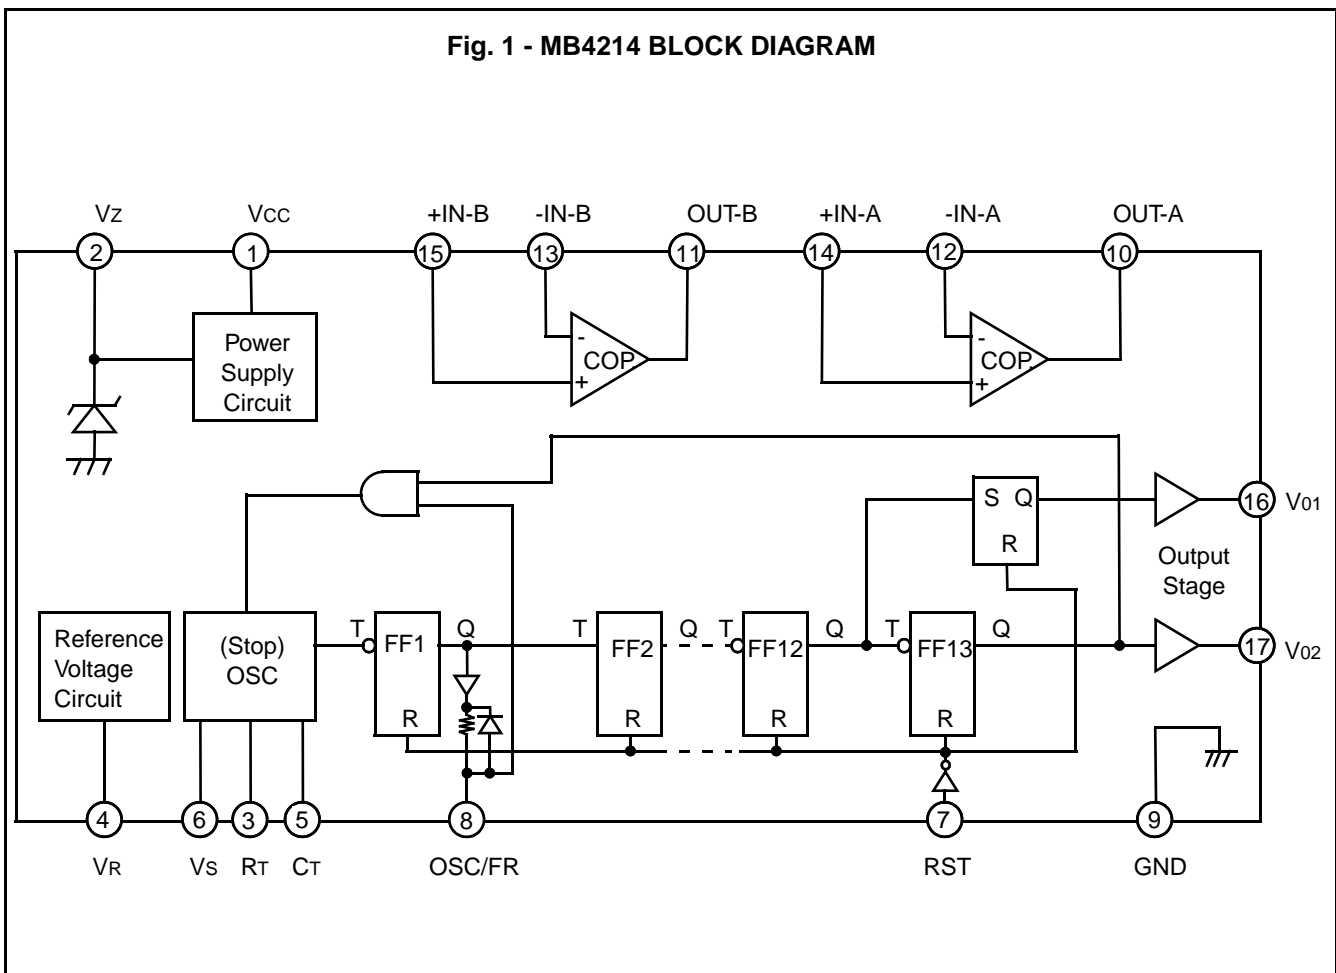 Fig. 1 - MB4214 BLOCK DIAGRAM
VZ VCC +IN-B -IN-B OUT-B +IN-A -IN-A OUT-A
2 1 15 13 11 14 12 10
Power
Supply
Circuit
- COP. +
- COP. +
S Q
R
16 V01
Output
Stage
Reference
Voltage
Circuit
(Stop)
OSC
T FF1 Q
R
T FF2 Q
R
T FF12 Q
R
T FF13 Q
R
17 V02
4 6 3 5 8 7 9
VR VS RT CT OSC/FR RST GND